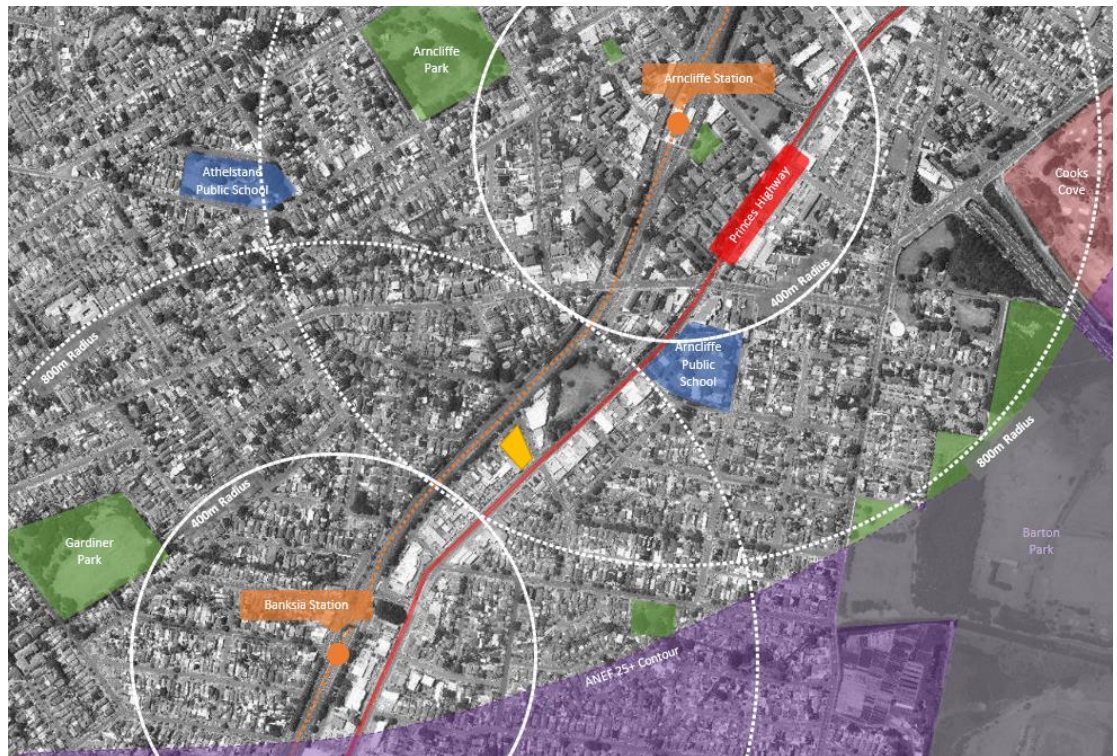 Arncliffe
Park
Arncliffe Station
Athelstane
Public School
Cooks
Cove
Princes Highway
400m Radius
800m Radius
Arncliffe
Public
School
800m Radius
400m Radius
Gardiner
Park
Barton
Park
Banksia Station
ANEF 25+ Contour